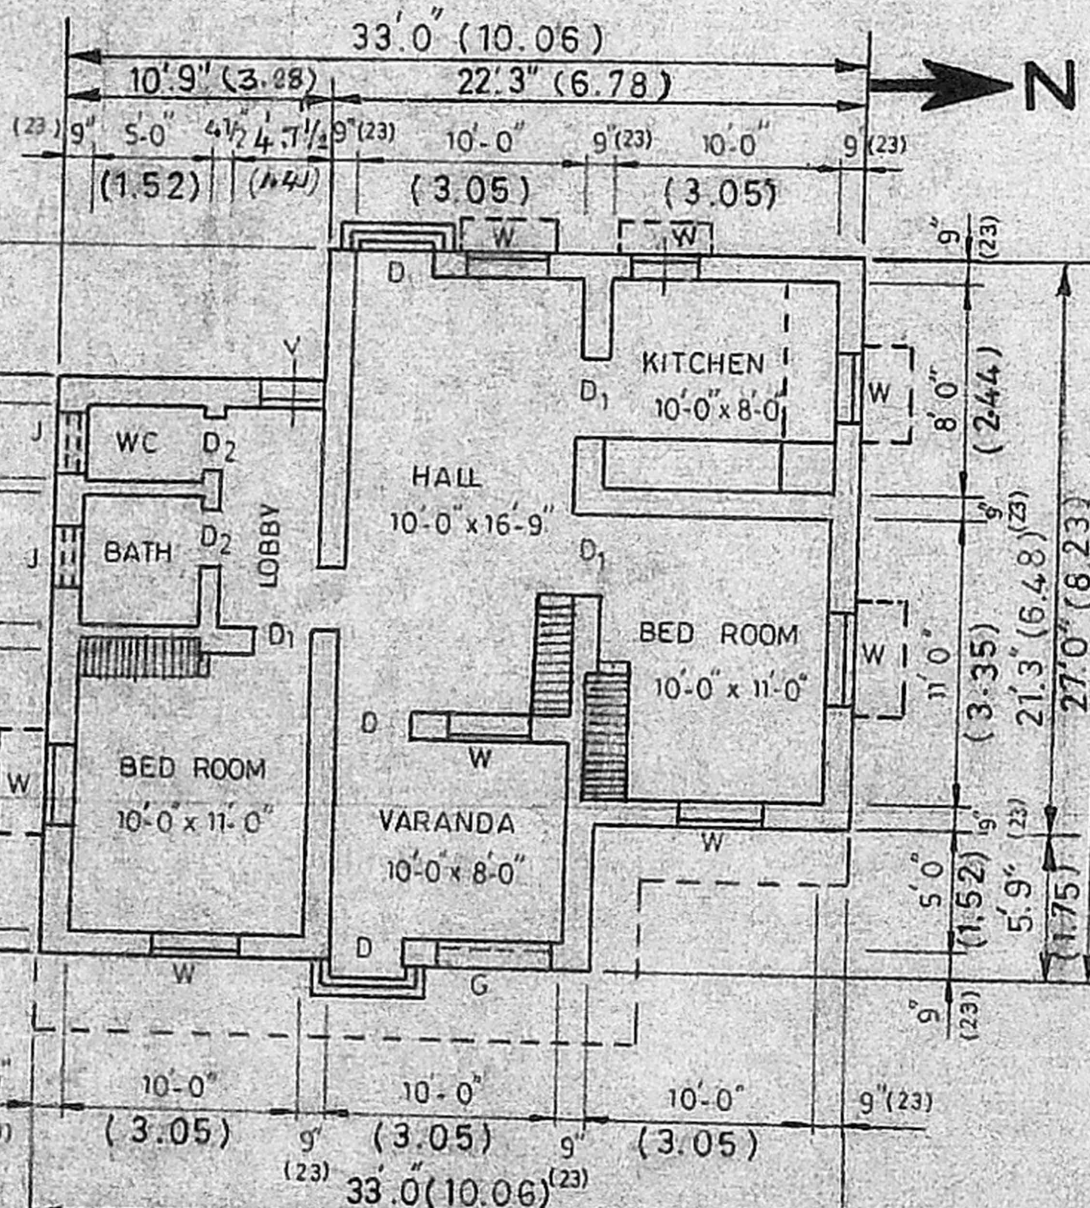 33'.0" (10.06)
N
10'.9" (3.28) 22'.3" (6.78)
(23) 9" 5'-0" 4½" 4'.7½ 9"(23) 10'-0" 9"(23) 10'-0" 9"(23)
(1.52) (3.05) (3.05)
W W
9" (23)
D
Y
KITCHEN
10'-0" x 8'-0"
D1
W
8'0" (2.44)
J WC D2
HALL
10'-0" x 16'-9"
J BATH D2
LOBBY
9" (23)
D1
D1
BED ROOM
10'-0" x 11'-0"
W
11'0" (3.35)
21'.3" (6.48)
27'.0" (8.23)
D
W
W
BED ROOM
10'-0" x 11'-0"
VARANDA
10'-0" x 8'-0"
W
9" (23)
5'0" (1.52)
5'.9" (1.75)
D
W
G
9" (23)
10'-0" 10'-0" 10'-0" 9"(23)
(3.05) 9" (3.05) 9" (3.05)
(23) 33'.0"(10.06) (23)